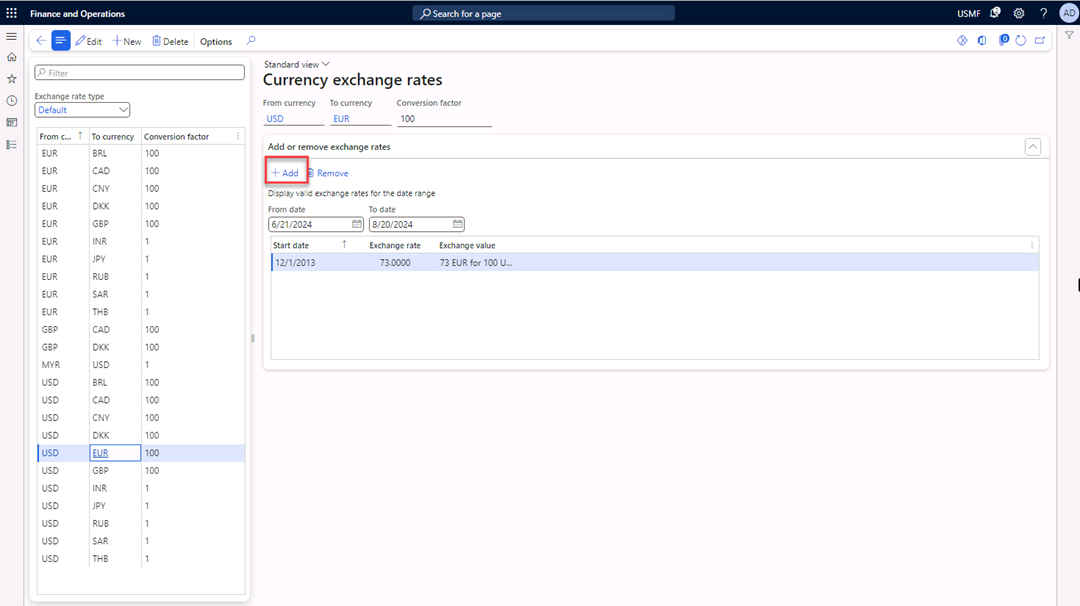 Finance and Operations
Search for a page
USMF
2
?
AD
Edit
New
Delete
Options
0
Filter
Exchange rate type
Default
From c... To currency Conversion factor
EUR BRL 100
EUR CAD 100
EUR CNY 100
EUR DKK 100
EUR GBP 100
EUR INR 1
EUR JPY 1
EUR RUB 1
EUR SAR 1
EUR THB 1
GBP CAD 100
GBP DKK 100
MYR USD 1
USD BRL 100
USD CAD 100
USD CNY 100
USD DKK 100
USD EUR 100
USD GBP 100
USD INR 1
USD JPY 1
USD RUB 1
USD SAR 1
USD THB 1
Standard view
Currency exchange rates
From currency To currency Conversion factor
USD EUR 100
Add or remove exchange rates
Add Remove
Display valid exchange rates for the date range
From date To date
6/21/2024 8/20/2024
Start date Exchange rate Exchange value
12/1/2013 73.0000 73 EUR for 100 U...